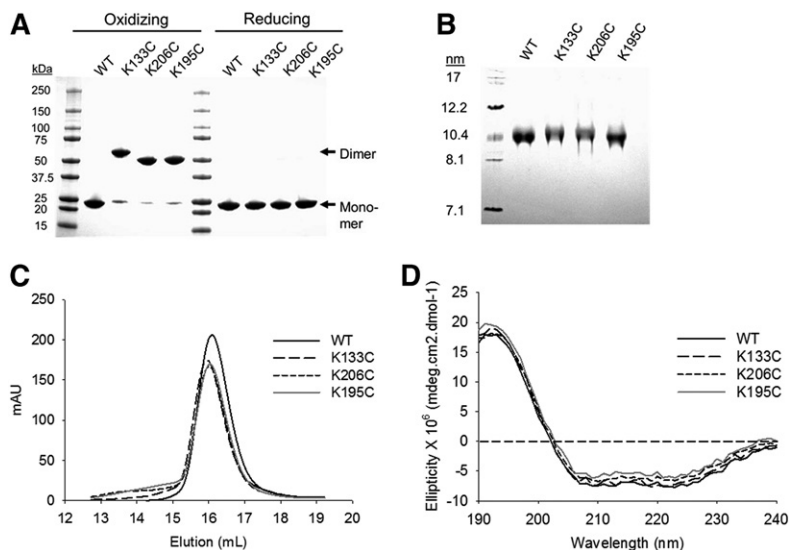 A
Oxidizing Reducing
WT K133C K206C K195C WT K133C K206C K195C
kDa
250
150
100
75
50
37.5
25
20
15
Dimer
Mono-
mer
B
WT K133C K206C K195C
nm
17
12.2
10.4
8.1
7.1
C
250
200
150
100
50
0
mAU
12 13 14 15 16 17 18 19 20
Elution (mL)
WT
K133C
K206C
K195C
D
25
20
15
10
5
0
-5
-10
Ellipticity X 10⁶ (mdeg.cm2.dmol-1)
190 200 210 220 230 240
Wavelength (nm)
WT
K133C
K206C
K195C